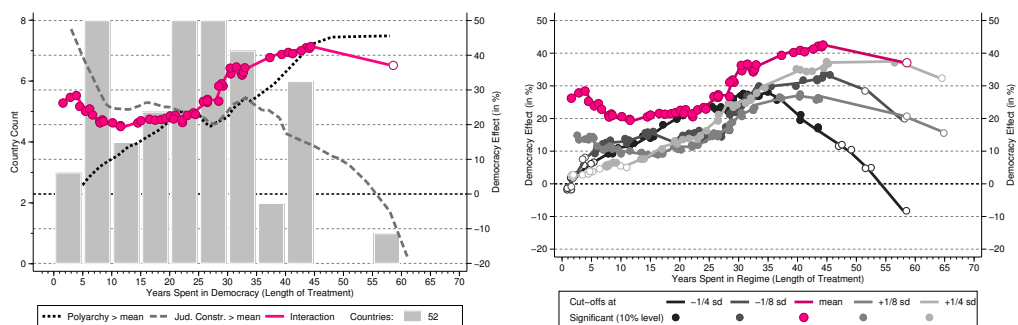 8
6
4
2
0
Country Count
50
40
30
20
10
0
−10
−20
Democracy Effect (in %)
0 5 10 15 20 25 30 35 40 45 50 55 60 65 70
Years Spent in Democracy (Length of Treatment)
Polyarchy > mean Jud. Constr. > mean Interaction Countries: 52
50
40
30
20
10
0
−10
−20
Democracy Effect (in %)
50
40
30
20
10
0
−10
−20
Democracy Effect (in %)
0 5 10 15 20 25 30 35 40 45 50 55 60 65 70
Years Spent in Regime (Length of Treatment)
Cut−offs at −1/4 sd −1/8 sd mean +1/8 sd +1/4 sd
Significant (10% level)